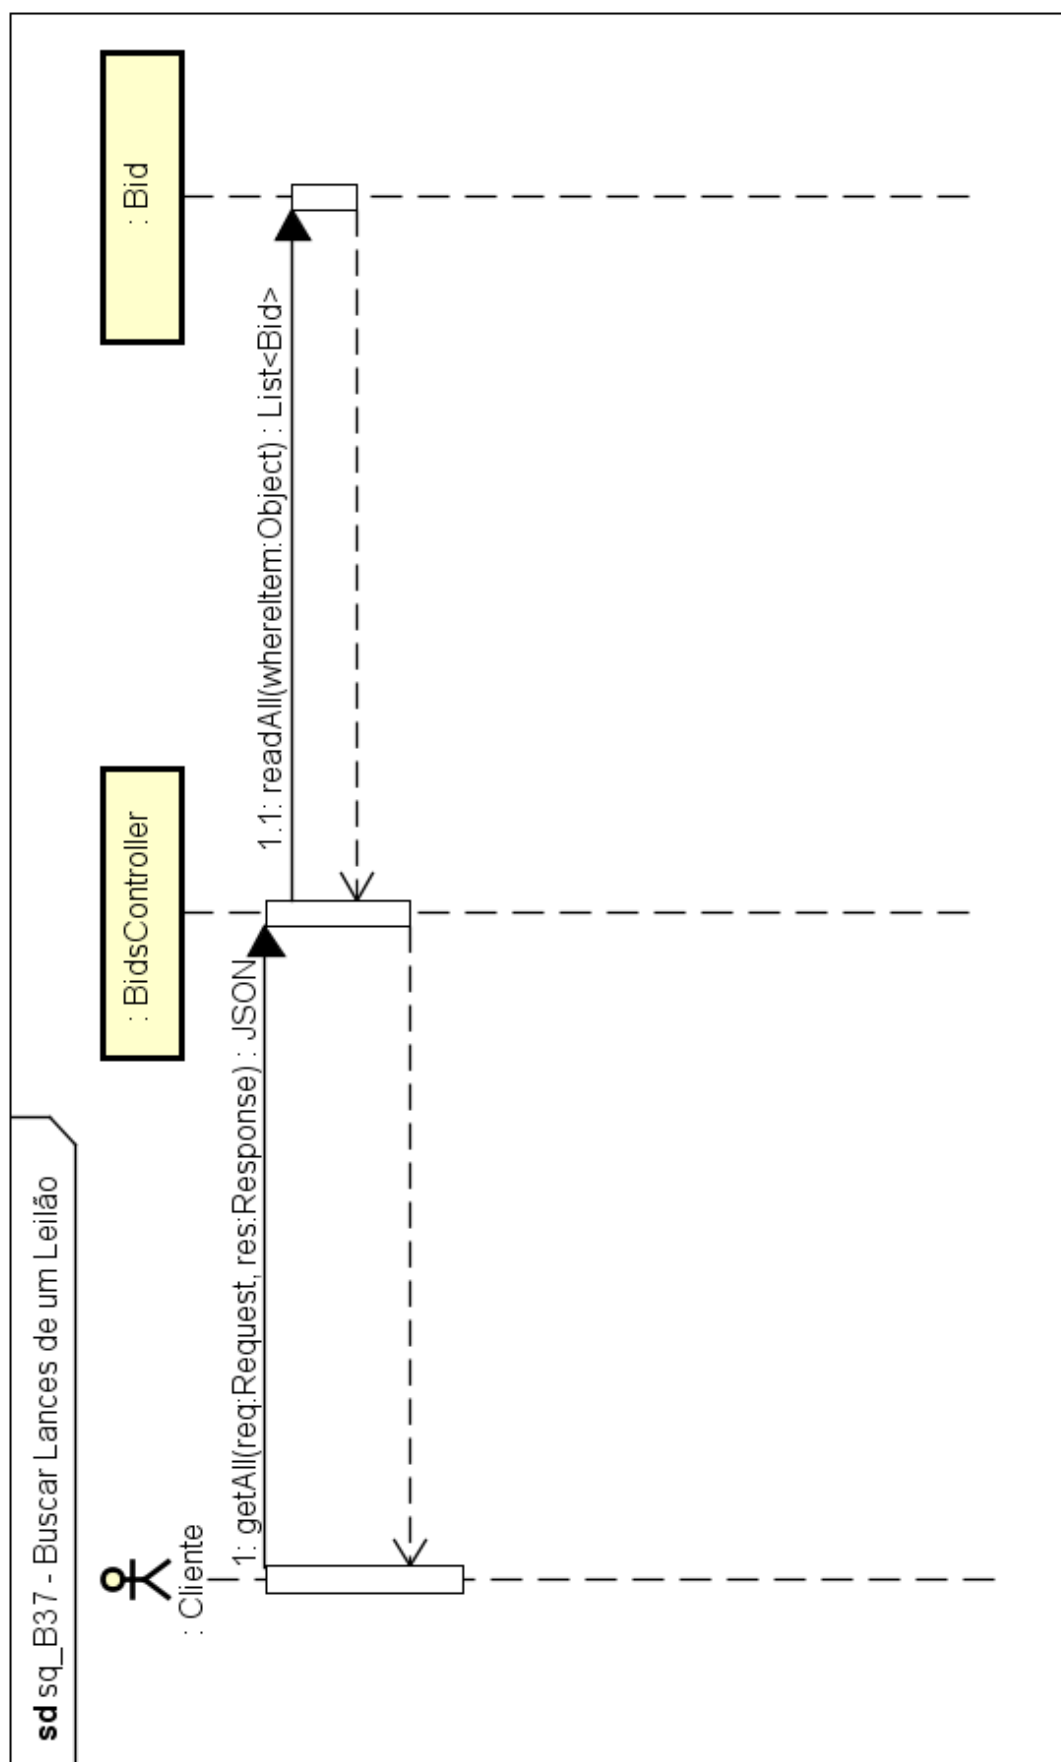 sd sq_B37 - Buscar Lances de um Leilão
: Cliente
: BidsController
: Bid
1: getAll(req:Request, res:Response) : JSON
1.1: readAll(whereItem:Object) : List<Bid>